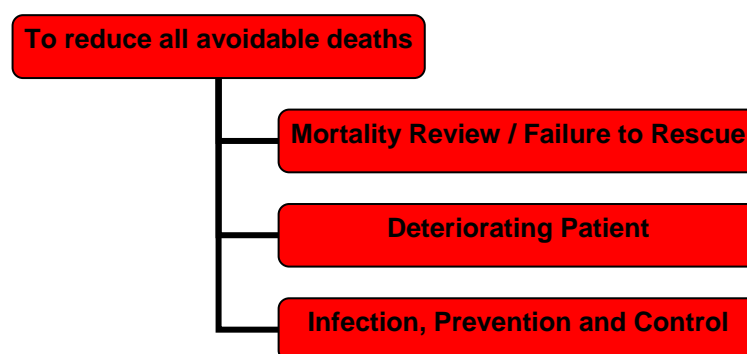 To reduce all avoidable deaths
Mortality Review / Failure to Rescue
Deteriorating Patient
Infection, Prevention and Control